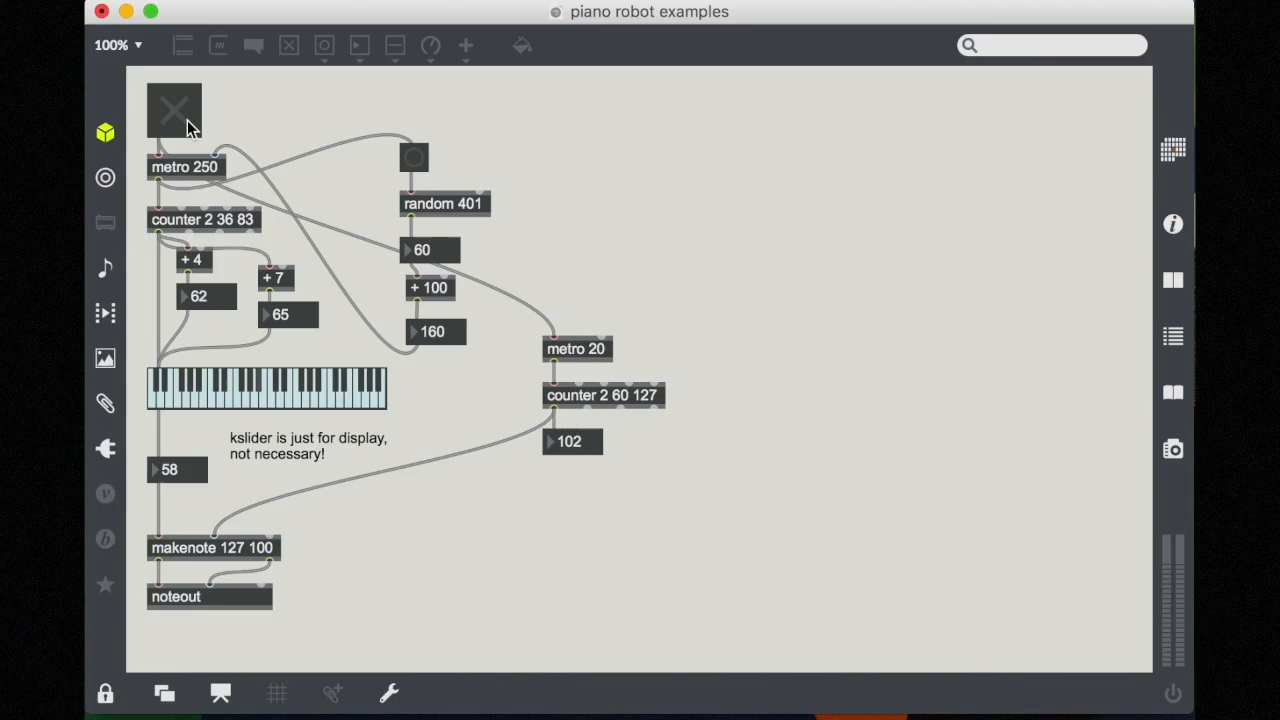 piano robot examples
100%
metro 250
random 401
counter 2 36 83
60
+ 4
+ 7
+ 100
62
65
160
metro 20
counter 2 60 127
kslider is just for display,
not necessary!
102
58
makenote 127 100
noteout